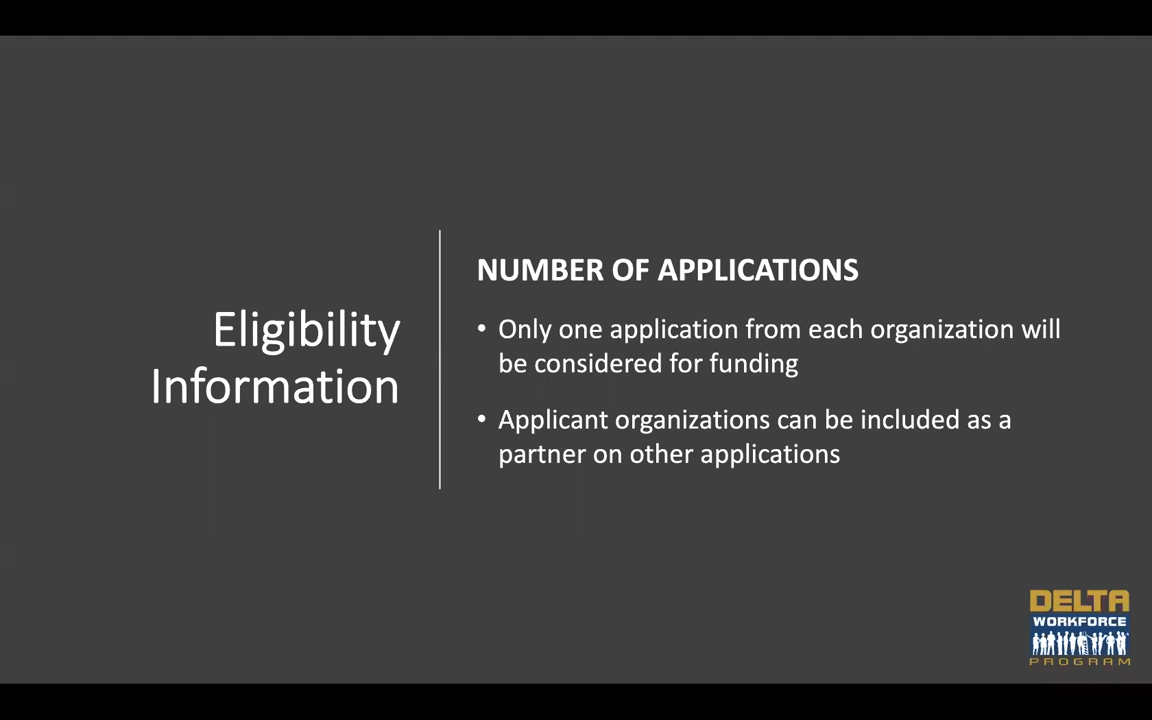 Eligibility
Information
NUMBER OF APPLICATIONS
• Only one application from each organization will
be considered for funding
• Applicant organizations can be included as a
partner on other applications
DELTA
WORKFORCE
PROGRAM